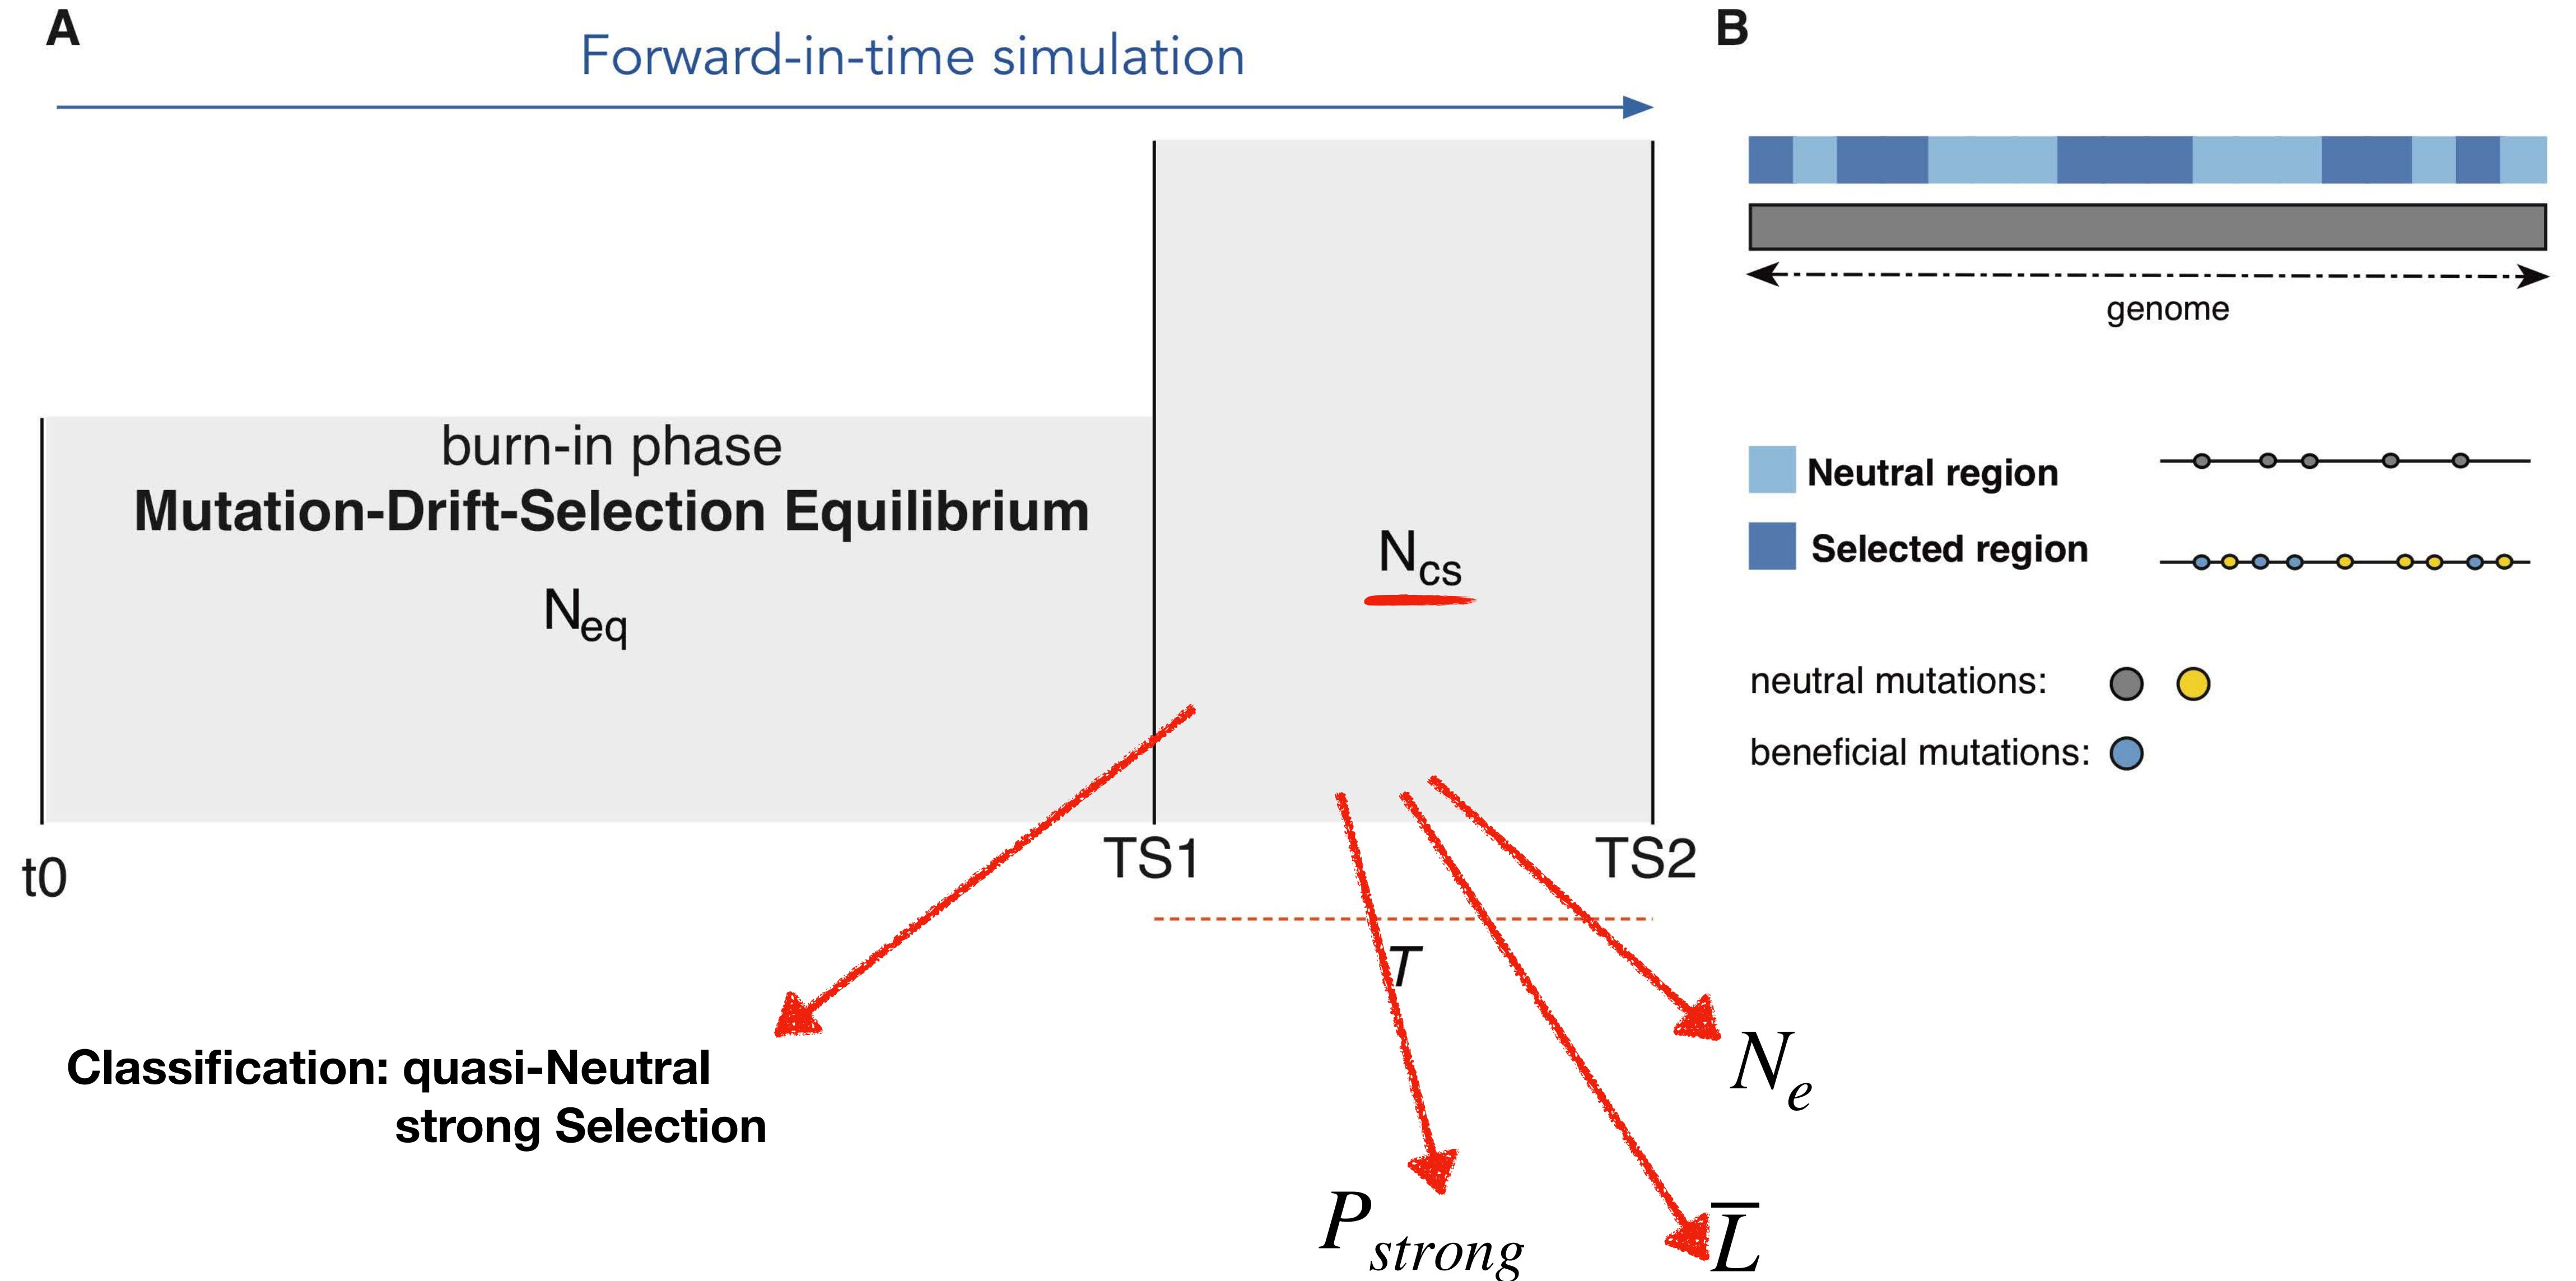 A
Forward-in-time simulation
burn-in phase
Mutation-Drift-Selection Equilibrium
Neq
Ncs
t0
TS1
TS2
T
Classification: quasi-Neutral
strong Selection
Ne
Pstrong
L̅
B
genome
Neutral region
Selected region
neutral mutations:
beneficial mutations: